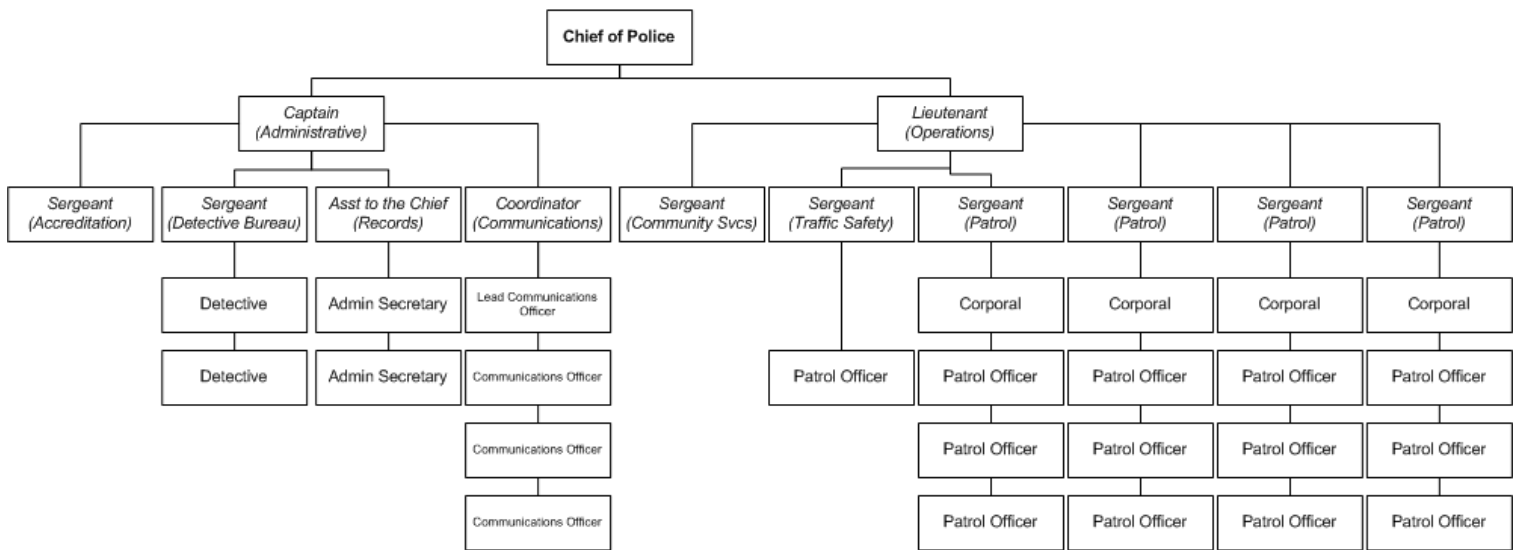 Chief of Police
Captain
(Administrative)
Lieutenant
(Operations)
Sergeant
(Accreditation)
Sergeant
(Detective Bureau)
Asst to the Chief
(Records)
Coordinator
(Communications)
Sergeant
(Community Svcs)
Sergeant
(Traffic Safety)
Sergeant
(Patrol)
Sergeant
(Patrol)
Sergeant
(Patrol)
Sergeant
(Patrol)
Detective
Admin Secretary
Lead Communications
Officer
Corporal
Corporal
Corporal
Corporal
Detective
Admin Secretary
Communications Officer
Patrol Officer
Patrol Officer
Patrol Officer
Patrol Officer
Patrol Officer
Communications Officer
Patrol Officer
Patrol Officer
Patrol Officer
Patrol Officer
Communications Officer
Patrol Officer
Patrol Officer
Patrol Officer
Patrol Officer